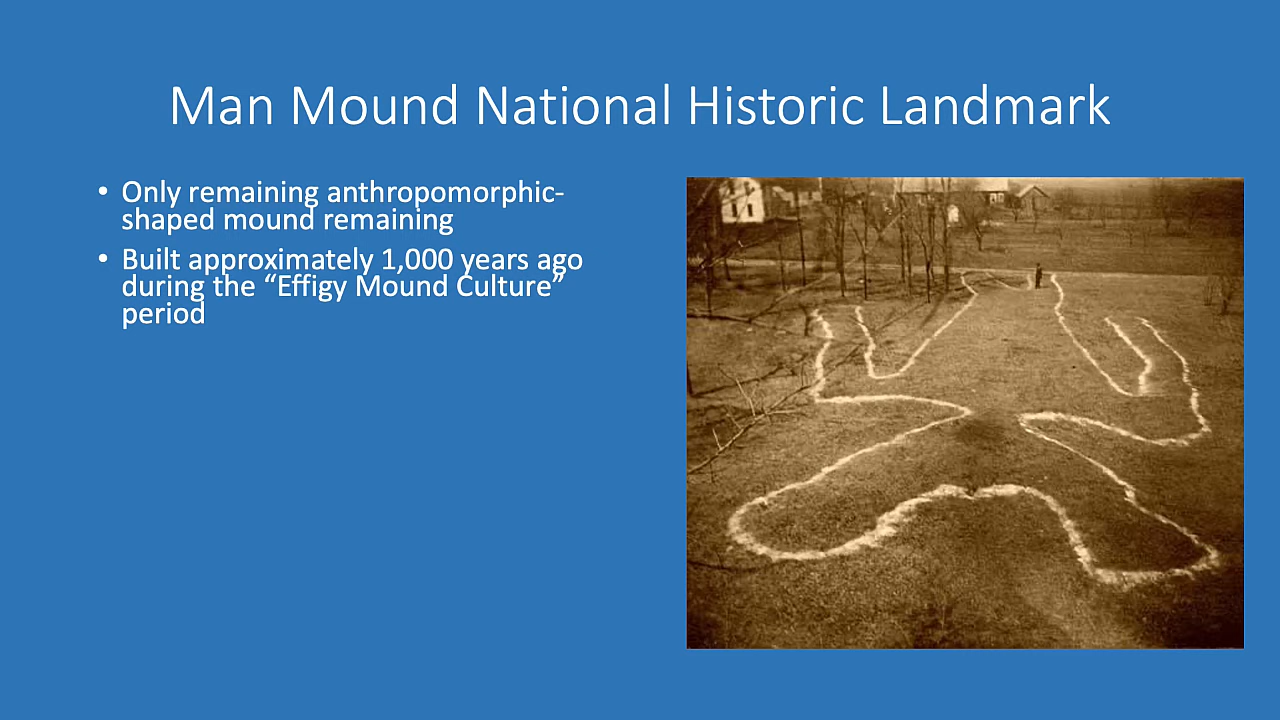 Man Mound National Historic Landmark
• Only remaining anthropomorphic-
shaped mound remaining
• Built approximately 1,000 years ago
during the “Effigy Mound Culture”
period